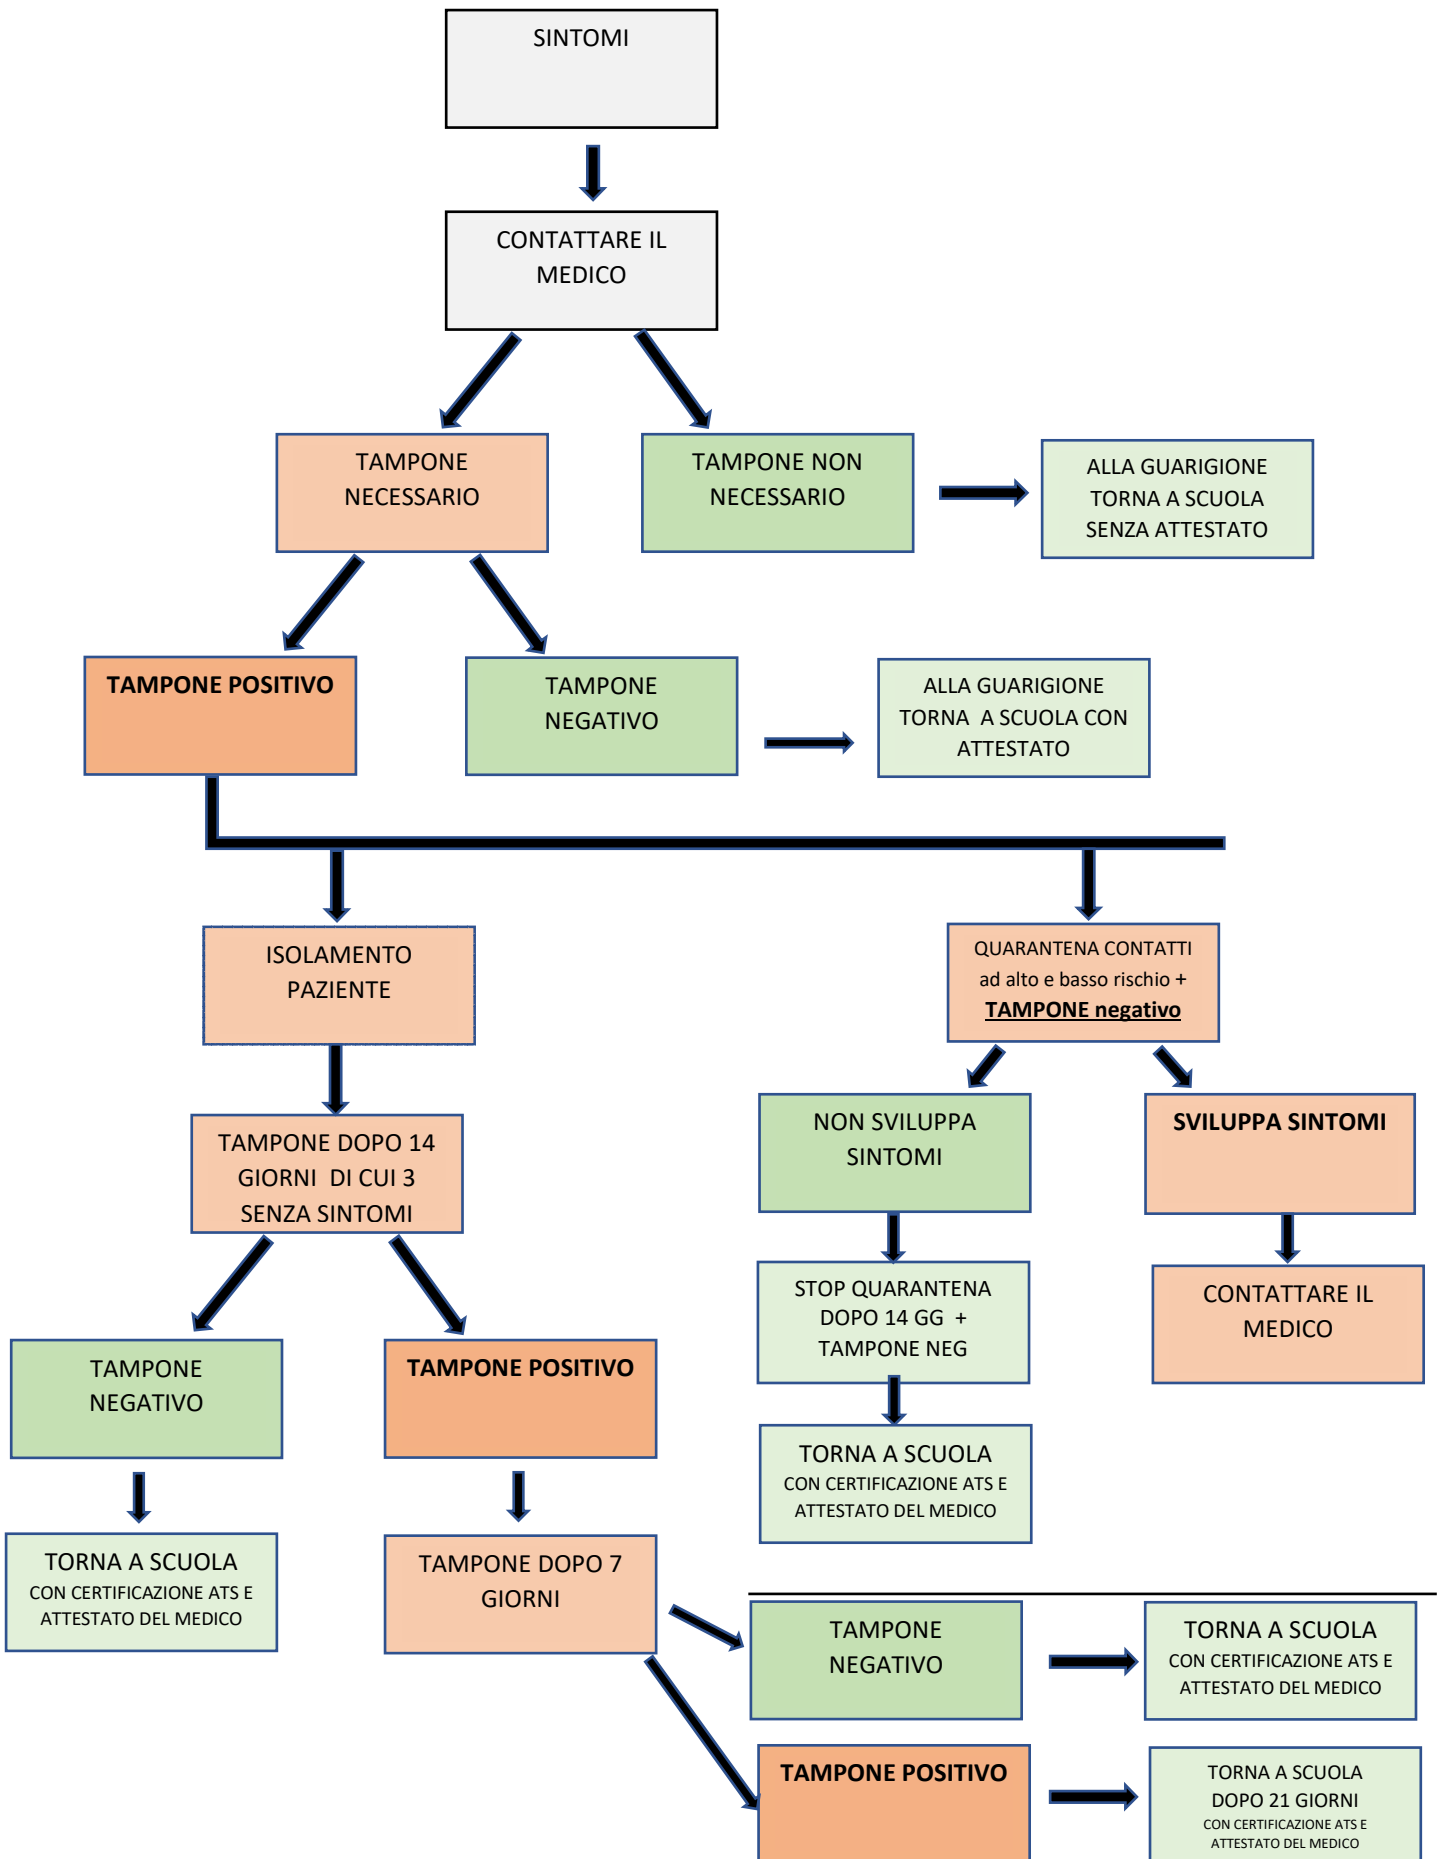 SINTOMI
CONTATTARE IL
MEDICO
TAMPONE
NECESSARIO
TAMPONE NON
NECESSARIO
ALLA GUARIGIONE
TORNA A SCUOLA
SENZA ATTESTATO
TAMPONE POSITIVO
TAMPONE
NEGATIVO
ALLA GUARIGIONE
TORNA A SCUOLA CON
ATTESTATO
ISOLAMENTO
PAZIENTE
QUARANTENA CONTATTI
ad alto e basso rischio +
TAMPONE negativo
TAMPONE DOPO 14
GIORNI DI CUI 3
SENZA SINTOMI
NON SVILUPPA
SINTOMI
SVILUPPA SINTOMI
STOP QUARANTENA
DOPO 14 GG +
TAMPONE NEG
CONTATTARE IL
MEDICO
TAMPONE
NEGATIVO
TAMPONE POSITIVO
TORNA A SCUOLA
CON CERTIFICAZIONE ATS E
ATTESTATO DEL MEDICO
TORNA A SCUOLA
CON CERTIFICAZIONE ATS E
ATTESTATO DEL MEDICO
TAMPONE DOPO 7
GIORNI
TAMPONE
NEGATIVO
TORNA A SCUOLA
CON CERTIFICAZIONE ATS E
ATTESTATO DEL MEDICO
TAMPONE POSITIVO
TORNA A SCUOLA
DOPO 21 GIORNI
CON CERTIFICAZIONE ATS E
ATTESTATO DEL MEDICO